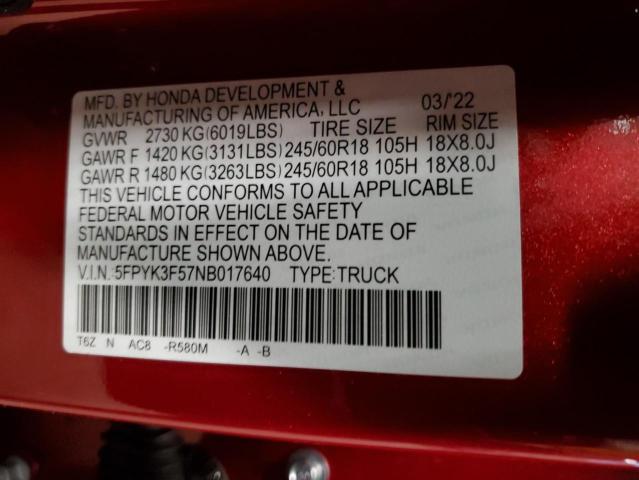 MFD. BY HONDA DEVELOPMENT &
MANUFACTURING OF AMERICA, LLC 03/'22
GVWR 2730 KG(6019LBS) TIRE SIZE RIM SIZE
GAWR F 1420 KG(3131LBS) 245/60R18 105H 18X8.0J
GAWR R 1480 KG(3263LBS) 245/60R18 105H 18X8.0J
THIS VEHICLE CONFORMS TO ALL APPLICABLE
FEDERAL MOTOR VEHICLE SAFETY
STANDARDS IN EFFECT ON THE DATE OF
MANUFACTURE SHOWN ABOVE.
V.I.N.:5FPYK3F57NB017640 TYPE:TRUCK
T6Z N AC8 -R580M -A -B